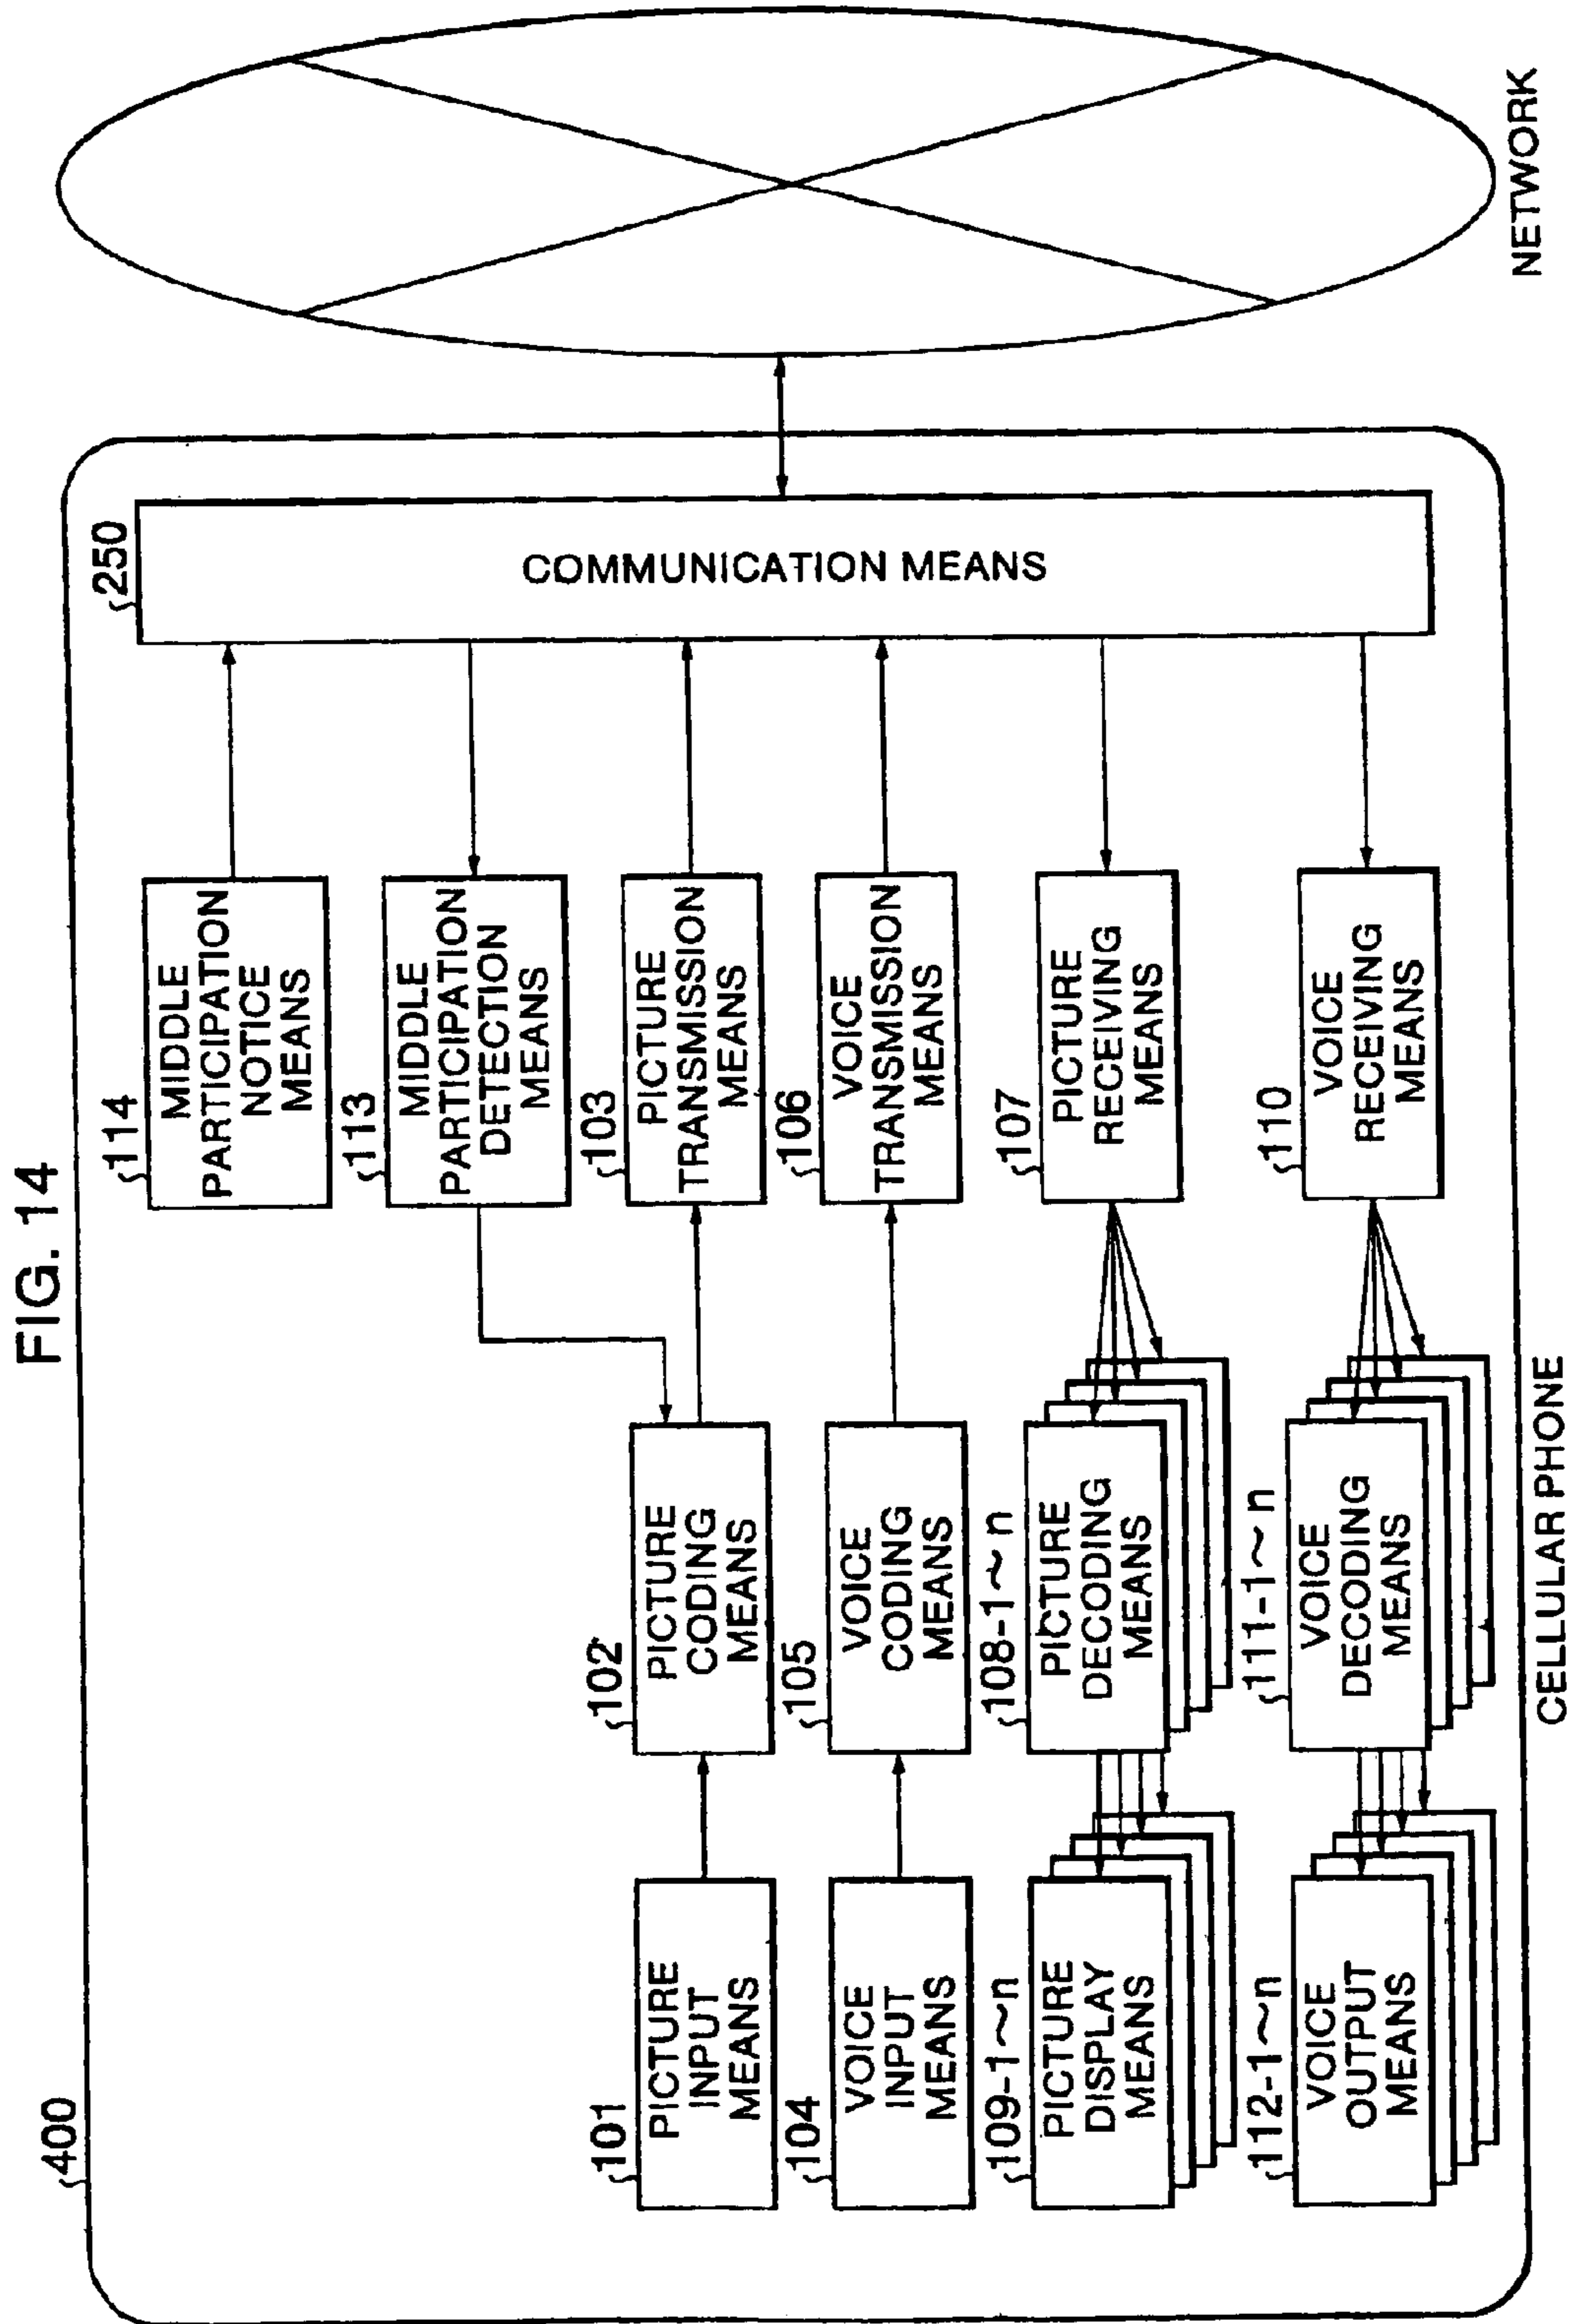 FIG. 14
400
114
MIDDLE
PARTICIPATION
NOTICE
MEANS
113
MIDDLE
PARTICIPATION
DETECTION
MEANS
101
PICTURE
INPUT
MEANS
102
PICTURE
CODING
MEANS
103
PICTURE
TRANSMISSION
MEANS
104
VOICE
INPUT
MEANS
105
VOICE
CODING
MEANS
106
VOICE
TRANSMISSION
MEANS
109-1~n
PICTURE
DISPLAY
MEANS
108-1~n
PICTURE
DECODING
MEANS
107
PICTURE
RECEIVING
MEANS
112-1~n
VOICE
OUTPUT
MEANS
111-1~n
VOICE
DECODING
MEANS
110
VOICE
RECEIVING
MEANS
250
COMMUNICATION MEANS
CELLULAR PHONE
NETWORK